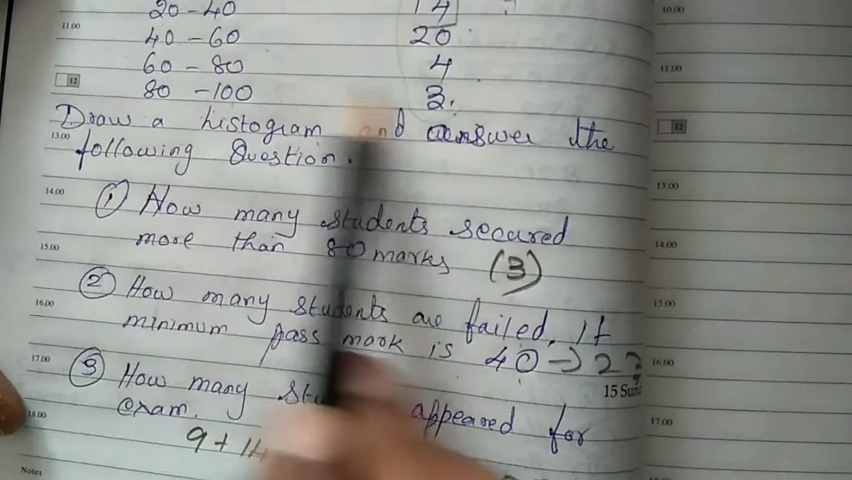 20 - 40 14
11.00 10.00
40 - 60 20
60 - 80 4 11.00
12 80 - 100 3.
Draw a histogram and answer the 12
13.00 following Question. 13.00
14.00 ① How many students secured
15.00 more than 80 marks (3) 14.00
② How many students are failed, if 15.00
16.00 minimum pass mark is 40 → 16.00
15 Sun
17.00 ③ How many appeared for 17.00
18.00 exam.
9 + 14 18.00
Notes